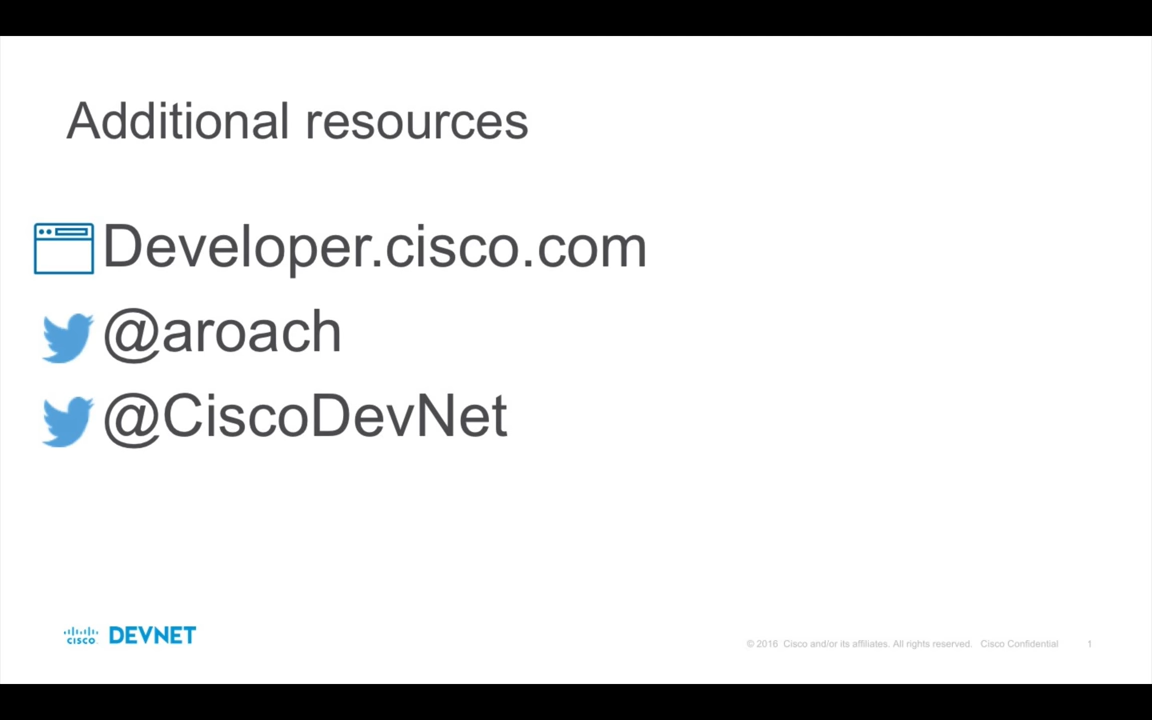 Additional resources
Developer.cisco.com
@aroach
@CiscoDevNet
CISCO DEVNET
© 2016 Cisco and/or its affiliates. All rights reserved. Cisco Confidential 1